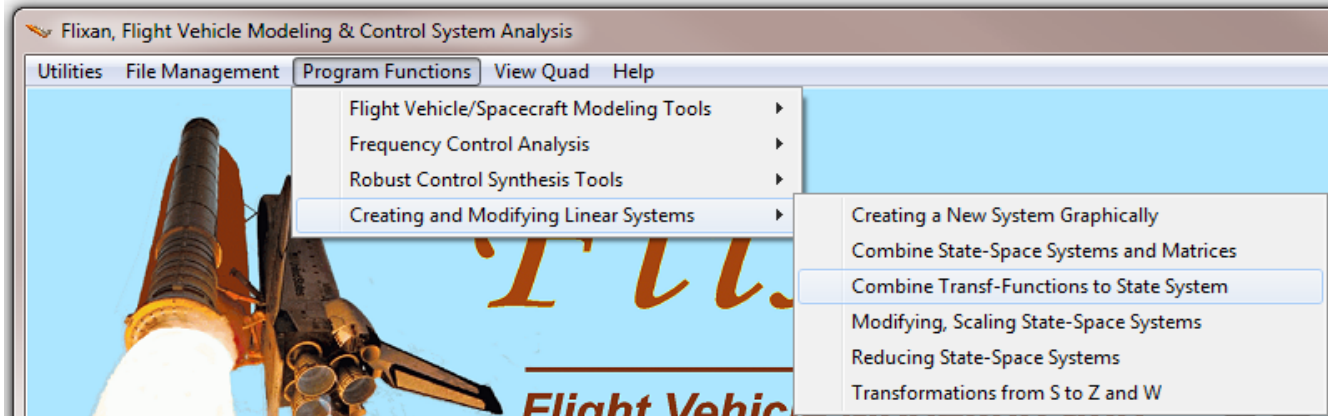 Flixan, Flight Vehicle Modeling & Control System Analysis
Utilities File Management Program Functions View Quad Help
Flight Vehicle/Spacecraft Modeling Tools
Frequency Control Analysis
Robust Control Synthesis Tools
Creating and Modifying Linear Systems
Creating a New System Graphically
Combine State-Space Systems and Matrices
Combine Transf-Functions to State System
Modifying, Scaling State-Space Systems
Reducing State-Space Systems
Transformations from S to Z and W
Flight Vehic